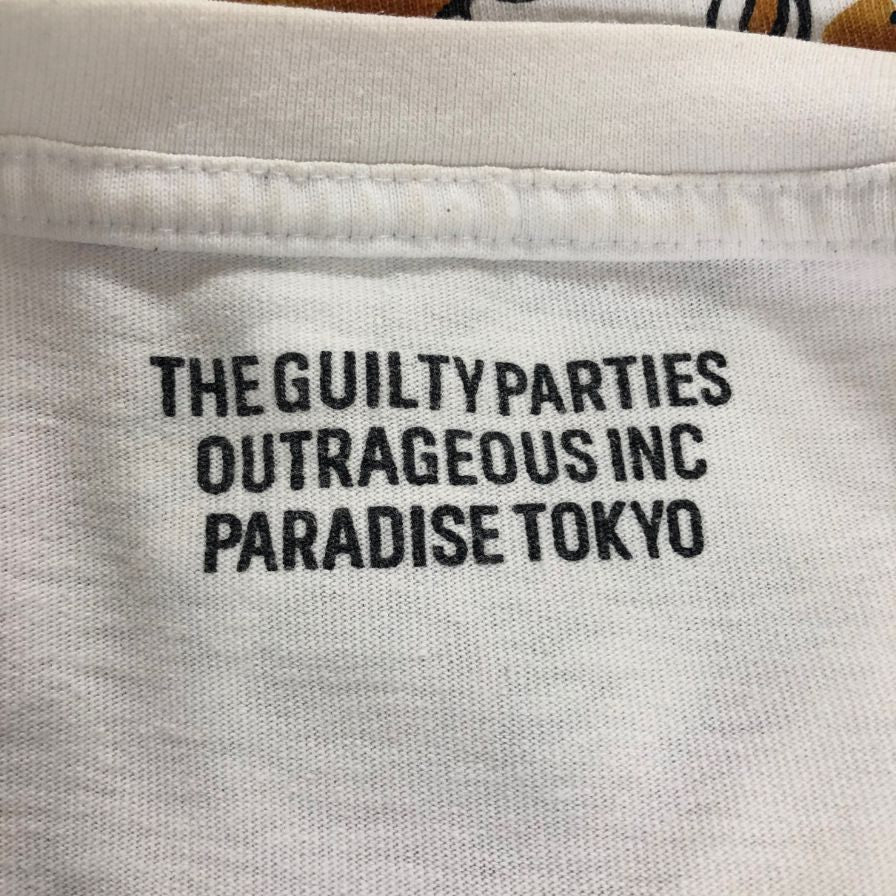 THE GUILTY PARTIES
OUTRAGEOUS INC
PARADISE TOKYO